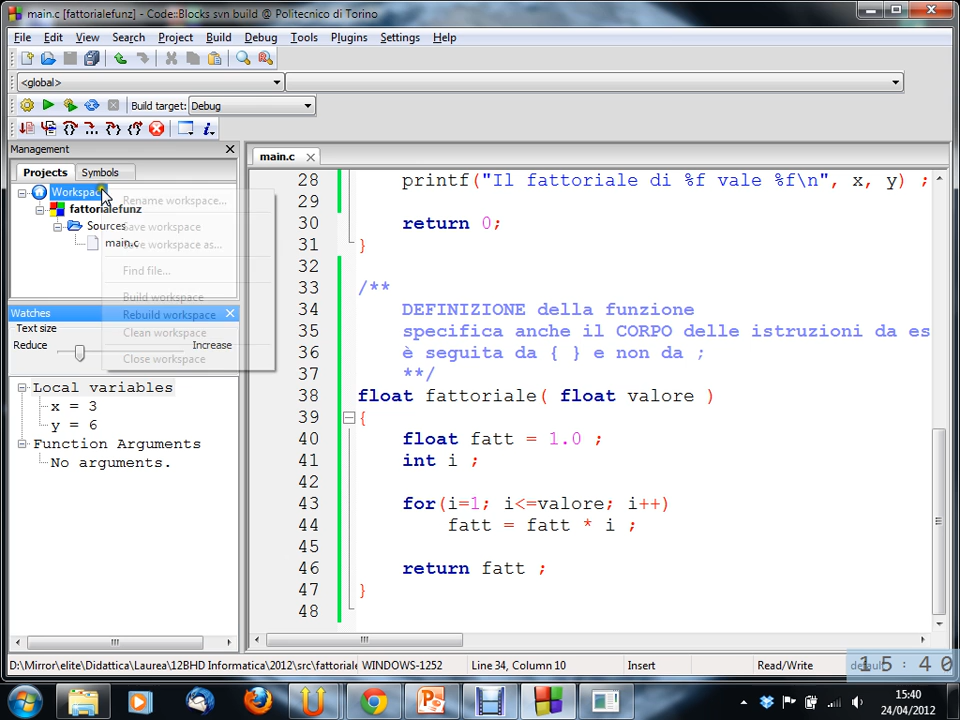 main.c [fattorialefunz] - Code::Blocks svn build @ Politecnico di Torino
File Edit View Search Project Build Debug Tools Plugins Settings Help
<global>
Build target: Debug
Management
Projects Symbols
Workspace
fattorialefunz
Sources
main.c
Rename workspace...
Save workspace
Save workspace as...
Find file...
Build workspace
Rebuild workspace
Clean workspace
Close workspace
Watches
Text size
Reduce Increase
Local variables
x = 3
y = 6
Function Arguments
No arguments.
main.c
28 printf("Il fattoriale di %f vale %f\n", x, y) ;
29
30 return 0;
31 }
32
33 /**
34 DEFINIZIONE della funzione
35 specifica anche il CORPO delle istruzioni da es
36 è seguita da { } e non da ;
37 **/
38 float fattoriale( float valore )
39 {
40 float fatt = 1.0 ;
41 int i ;
42
43 for(i=1; i<=valore; i++)
44 fatt = fatt * i ;
45
46 return fatt ;
47 }
48
D:\Mirror\elite\Didattica\Laurea\12BHD Informatica\2012\src\fattoriale WINDOWS-1252 Line 34, Column 10 Insert Read/Write default
15:40
15:40
24/04/2012